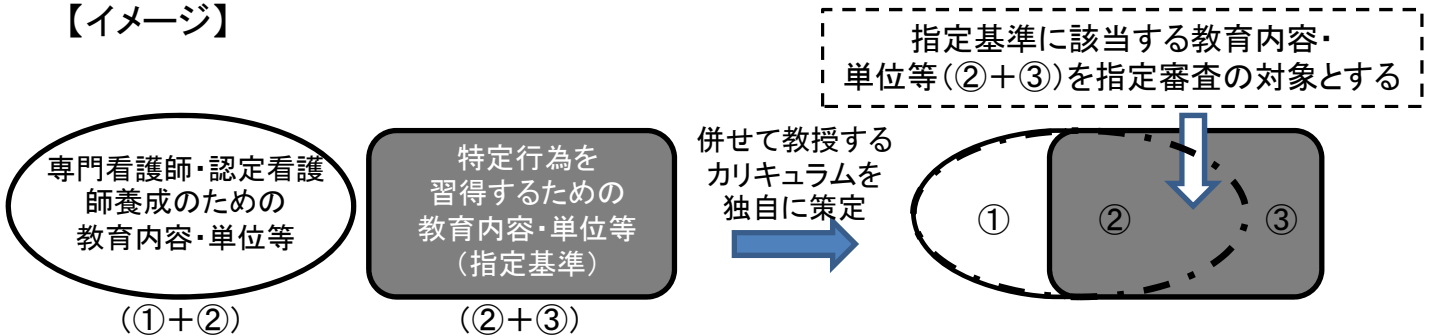 【イメージ】
指定基準に該当する教育内容・
単位等(②+③)を指定審査の対象とする
専門看護師・認定看護
師養成のための
教育内容・単位等
(①+②)
特定行為を
習得するための
教育内容・単位等
(指定基準)
(②+③)
併せて教授する
カリキュラムを
独自に策定
①
②
③